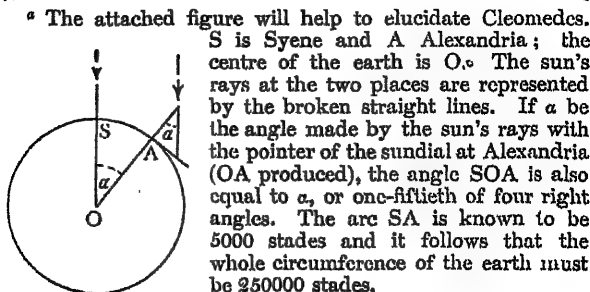 a The attached figure will help to elucidate Cleomedes.
S is Syene and A Alexandria; the
centre of the earth is O. The sun's
rays at the two places are represented
by the broken straight lines. If α be
the angle made by the sun's rays with
the pointer of the sundial at Alexandria
(OA produced), the angle SOA is also
equal to α, or one-fiftieth of four right
angles. The arc SA is known to be
5000 stades and it follows that the
whole circumference of the earth must
be 250000 stades.
S
α
A
α
O